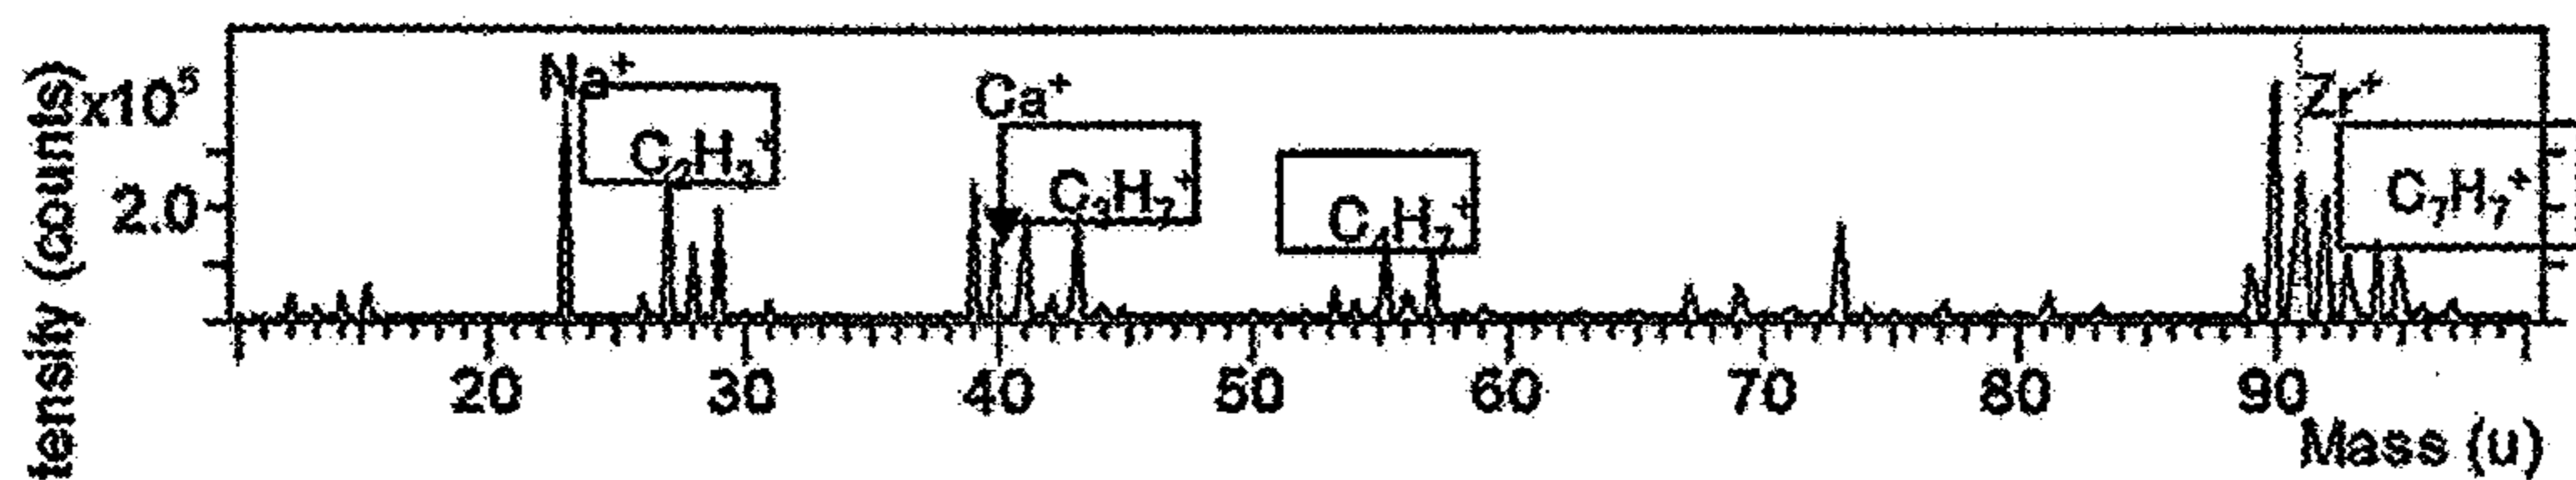 tensity (counts)
x10⁵
2.0
Na⁺
C₂H₃⁺
Ca⁺
C₃H₇⁺
C₄H₇⁺
Zr⁺
C₇H₇⁺
20 30 40 50 60 70 80 90
Mass (u)